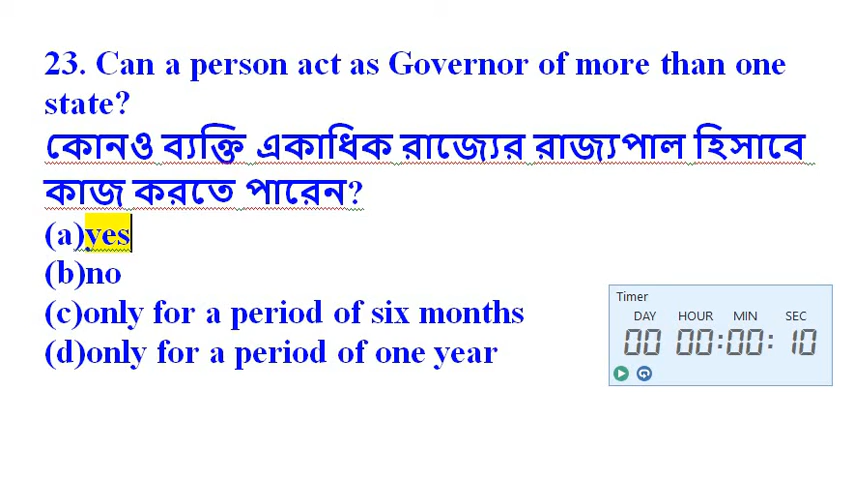 23. Can a person act as Governor of more than one
state?
কোনও ব্যক্তি একাধিক রাজ্যের রাজ্যপাল হিসাবে
কাজ করতে পারেন?
(a)yes
(b)no
(c)only for a period of six months
(d)only for a period of one year
Timer
DAY HOUR MIN SEC
00 00:00:10